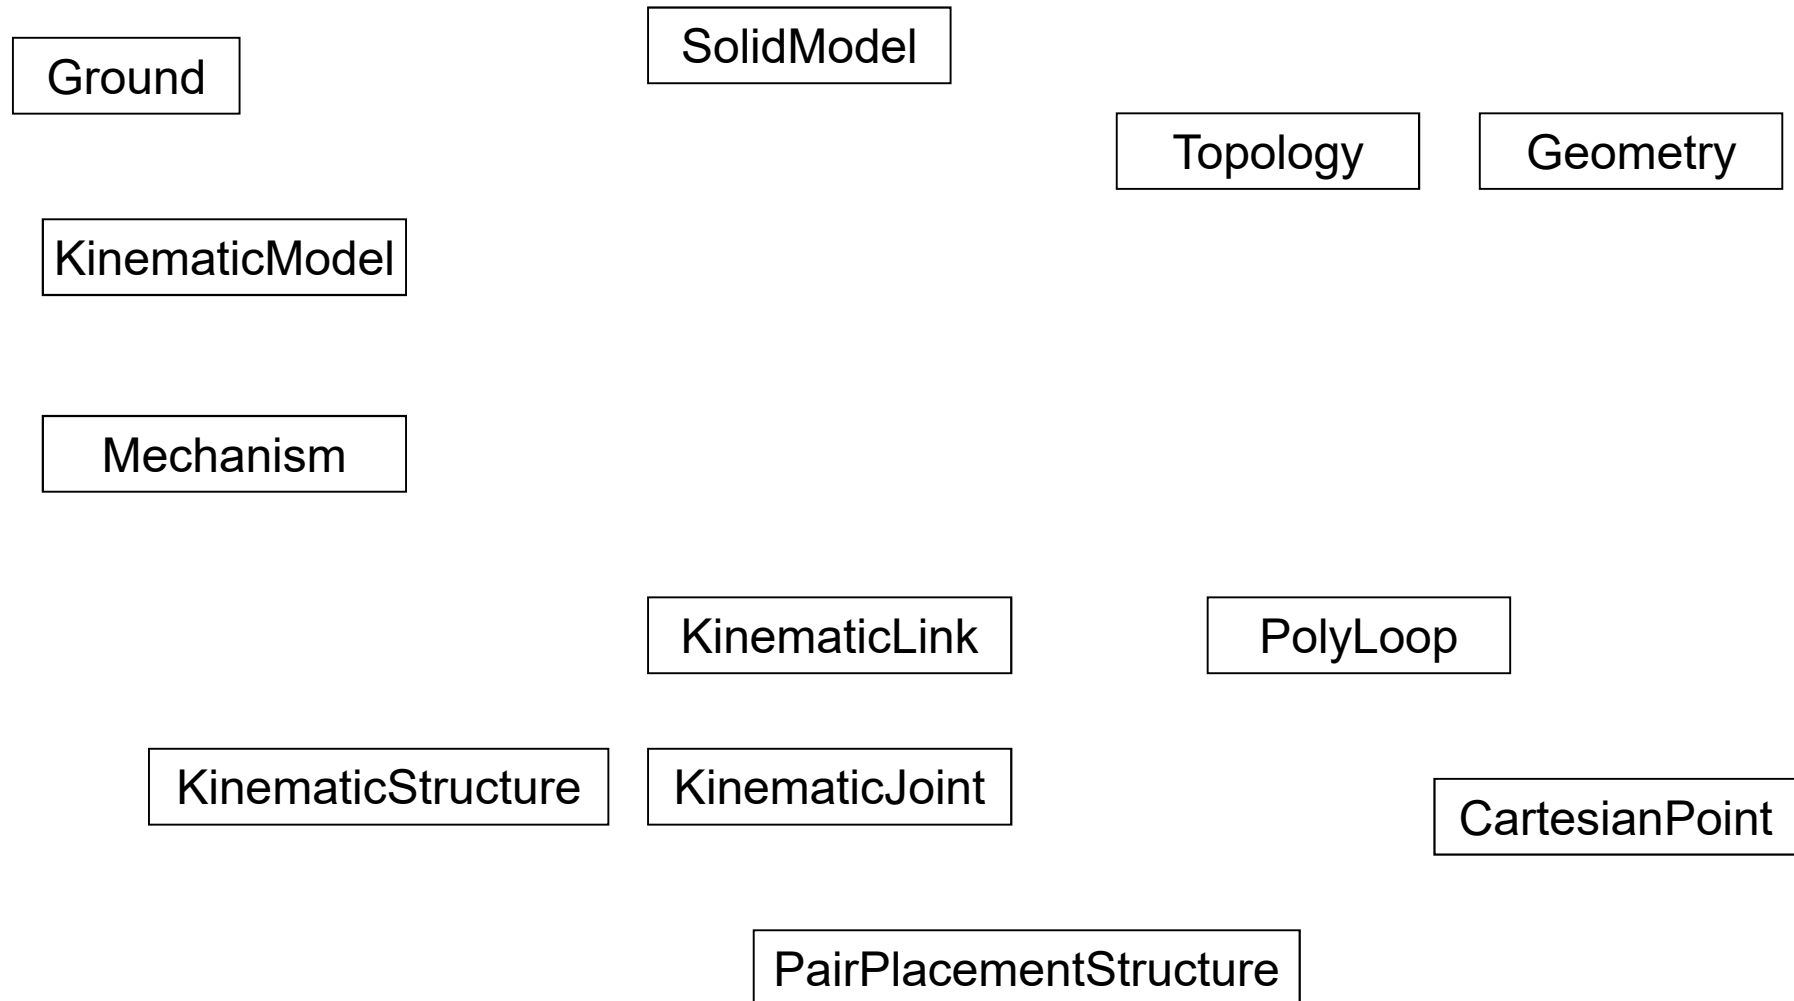 SolidModel
Ground
Topology
Geometry
KinematicModel
Mechanism
KinematicLink
PolyLoop
KinematicStructure
KinematicJoint
CartesianPoint
PairPlacementStructure